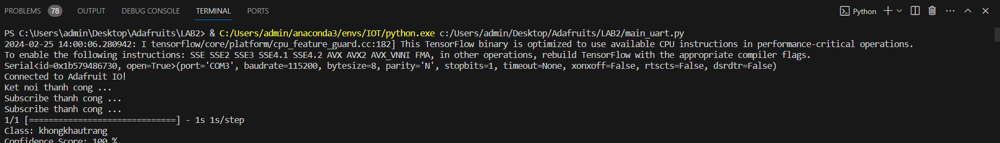 PROBLEMS 78 OUTPUT DEBUG CONSOLE TERMINAL PORTS Python
PS C:\Users\admin\Desktop\Adafruits\LAB2> & C:/Users/admin/anaconda3/envs/IOT/python.exe c:/Users/admin/Desktop/Adafruits/LAB2/main_uart.py
2024-02-25 14:00:06.280942: I tensorflow/core/platform/cpu_feature_guard.cc:182] This TensorFlow binary is optimized to use available CPU instructions in performance-critical operations.
To enable the following instructions: SSE SSE2 SSE3 SSE4.1 SSE4.2 AVX AVX2 AVX_VNNI FMA, in other operations, rebuild TensorFlow with the appropriate compiler flags.
Serial<id=0x1b579486730, open=True>(port='COM3', baudrate=115200, bytesize=8, parity='N', stopbits=1, timeout=None, xonxoff=False, rtscts=False, dsrdtr=False)
Connected to Adafruit IO!
Ket noi thanh cong ...
Subscribe thanh cong ...
Subscribe thanh cong ...
1/1 [==============================] - 1s 1s/step
Class: khongkhautrang
Confidence Score: 100 %